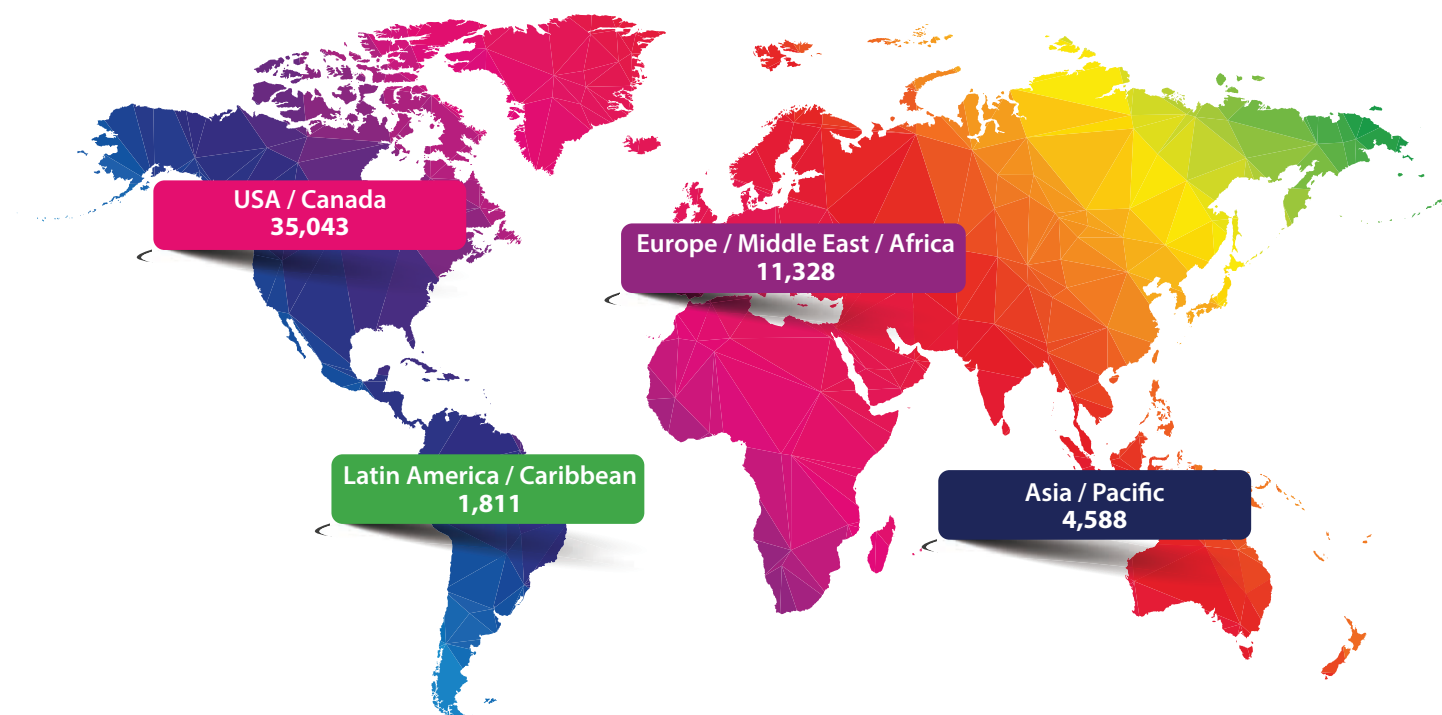 USA / Canada
35,043
Europe / Middle East / Africa
11,328
Latin America / Caribbean
1,811
Asia / Pacific
4,588